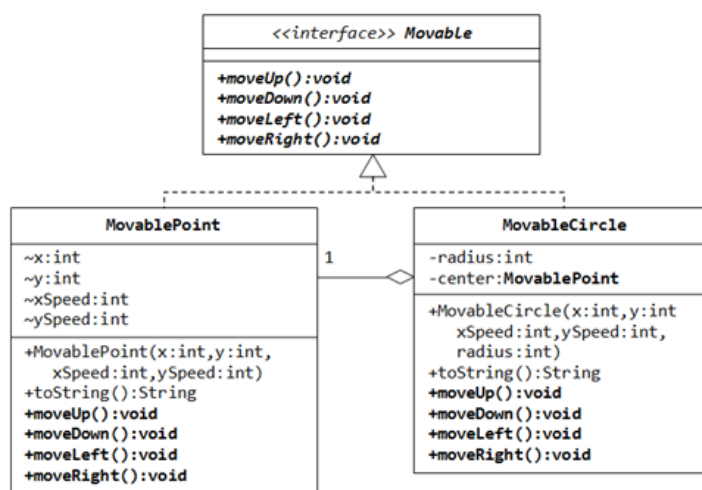 <<interface>> Movable
+moveUp():void
+moveDown():void
+moveLeft():void
+moveRight():void
MovablePoint
~x:int
~y:int
~xSpeed:int
~ySpeed:int
+MovablePoint(x:int,y:int,
xSpeed:int,ySpeed:int)
+toString():String
+moveUp():void
+moveDown():void
+moveLeft():void
+moveRight():void
1
MovableCircle
-radius:int
-center:MovablePoint
+MovableCircle(x:int,y:int
xSpeed:int,ySpeed:int,
radius:int)
+toString():String
+moveUp():void
+moveDown():void
+moveLeft():void
+moveRight():void